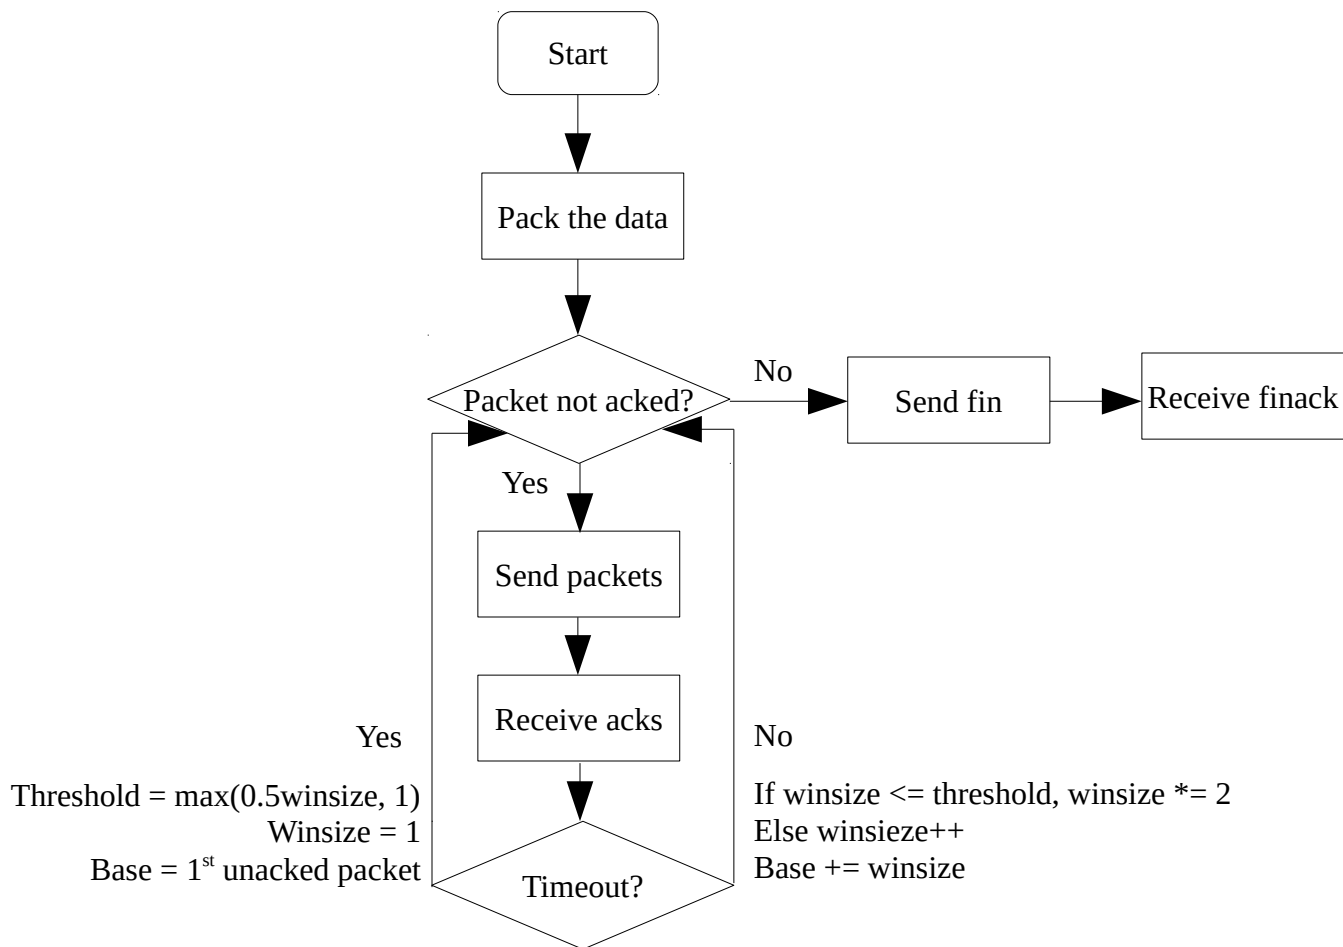 Start
Pack the data
Packet not acked?
No
Send fin
Receive finack
Yes
Send packets
Receive acks
Yes
Threshold = max(0.5winsize, 1)
Winsize = 1
Base = 1st unacked packet
Timeout?
No
If winsize <= threshold, winsize *= 2
Else winsieze++
Base += winsize